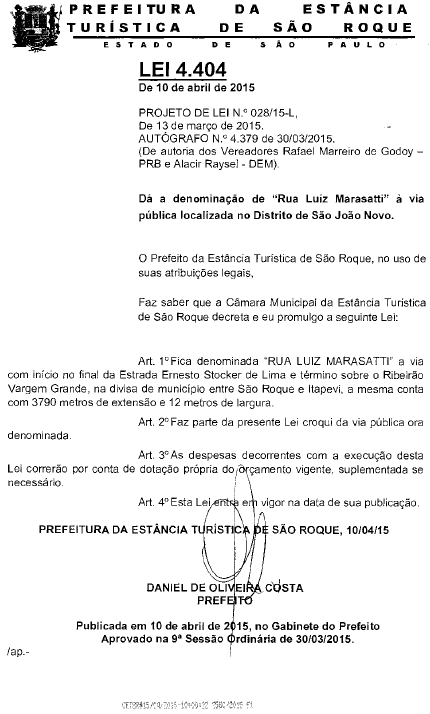 PREFEITURA DA ESTÂNCIA
TURÍSTICA DE SÃO ROQUE
ESTADO DE SÃO PAULO
LEI 4.404
De 10 de abril de 2015
PROJETO DE LEI N.º 028/15-L,
De 13 de março de 2015.
AUTÓGRAFO N.º 4.379 de 30/03/2015.
(De autoria dos Vereadores Rafael Marreiro de Godoy –
PRB e Alacir Raysel - DEM).
Dá a denominação de “Rua Luiz Marasatti” à via
pública localizada no Distrito de São João Novo.
O Prefeito da Estância Turística de São Roque, no uso de
suas atribuições legais,
Faz saber que a Câmara Municipal da Estância Turística
de São Roque decreta e eu promulgo a seguinte Lei:
Art. 1º Fica denominada “RUA LUIZ MARASATTI” a via
com início no final da Estrada Ernesto Stocker de Lima e término sobre o Ribeirão
Vargem Grande, na divisa de município entre São Roque e Itapevi, a mesma conta
com 3790 metros de extensão e 12 metros de largura.
Art. 2º Faz parte da presente Lei croqui da via pública ora
denominada.
Art. 3º As despesas decorrentes com a execução desta
Lei correrão por conta de dotação própria do orçamento vigente, suplementada se
necessário.
Art. 4º Esta Lei entra em vigor na data de sua publicação.
PREFEITURA DA ESTÂNCIA TURÍSTICA DE SÃO ROQUE, 10/04/15
DANIEL DE OLIVEIRA COSTA
PREFEITO
Publicada em 10 de abril de 2015, no Gabinete do Prefeito
Aprovado na 9ª Sessão Ordinária de 30/03/2015.
/ap.-